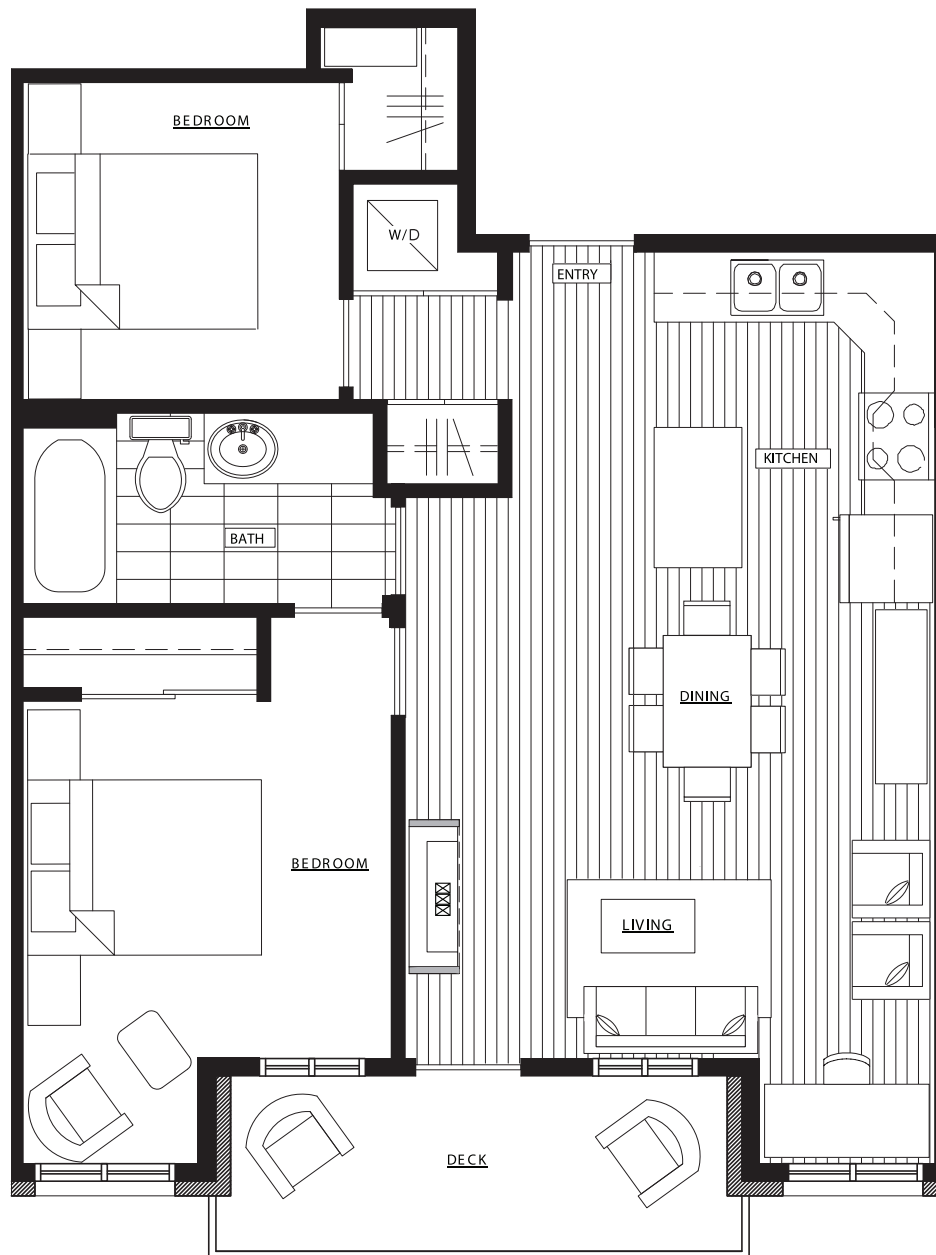 BEDROOM
W/D
ENTRY
KITCHEN
BATH
DINING
BEDROOM
LIVING
DECK